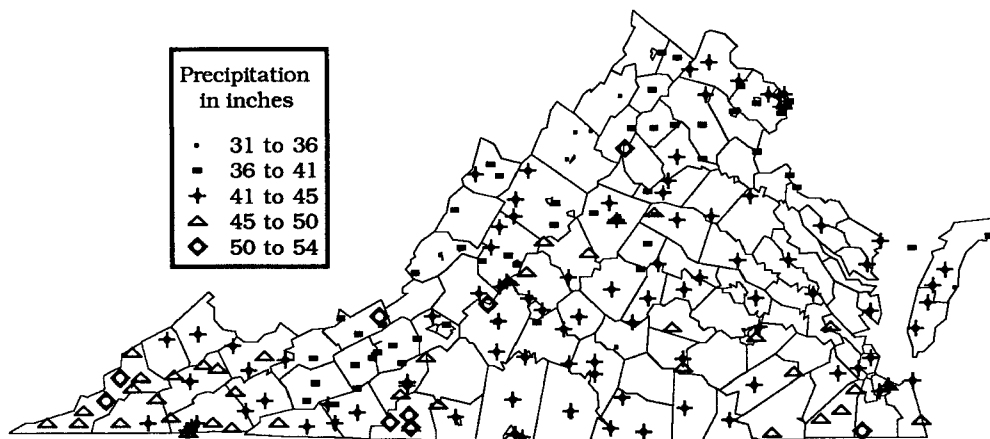 Precipitation
in inches
31 to 36
36 to 41
41 to 45
45 to 50
50 to 54